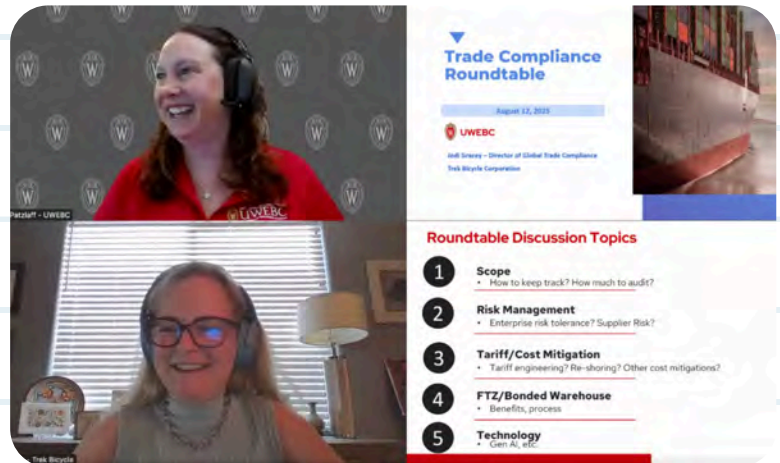 Patzlaff - UWEBC
UWEBC
Trade Compliance
Roundtable
August 12, 2025
UWEBC
Jodi Sracey – Director of Global Trade Compliance
Trek Bicycle Corporation
Trek Bicycle
Roundtable Discussion Topics
1 Scope
• How to keep track? How much to audit?
2 Risk Management
• Enterprise risk tolerance? Supplier Risk?
3 Tariff/Cost Mitigation
• Tariff engineering? Re-shoring? Other cost mitigations?
4 FTZ/Bonded Warehouse
• Benefits, process
5 Technology
• Gen AI, etc.